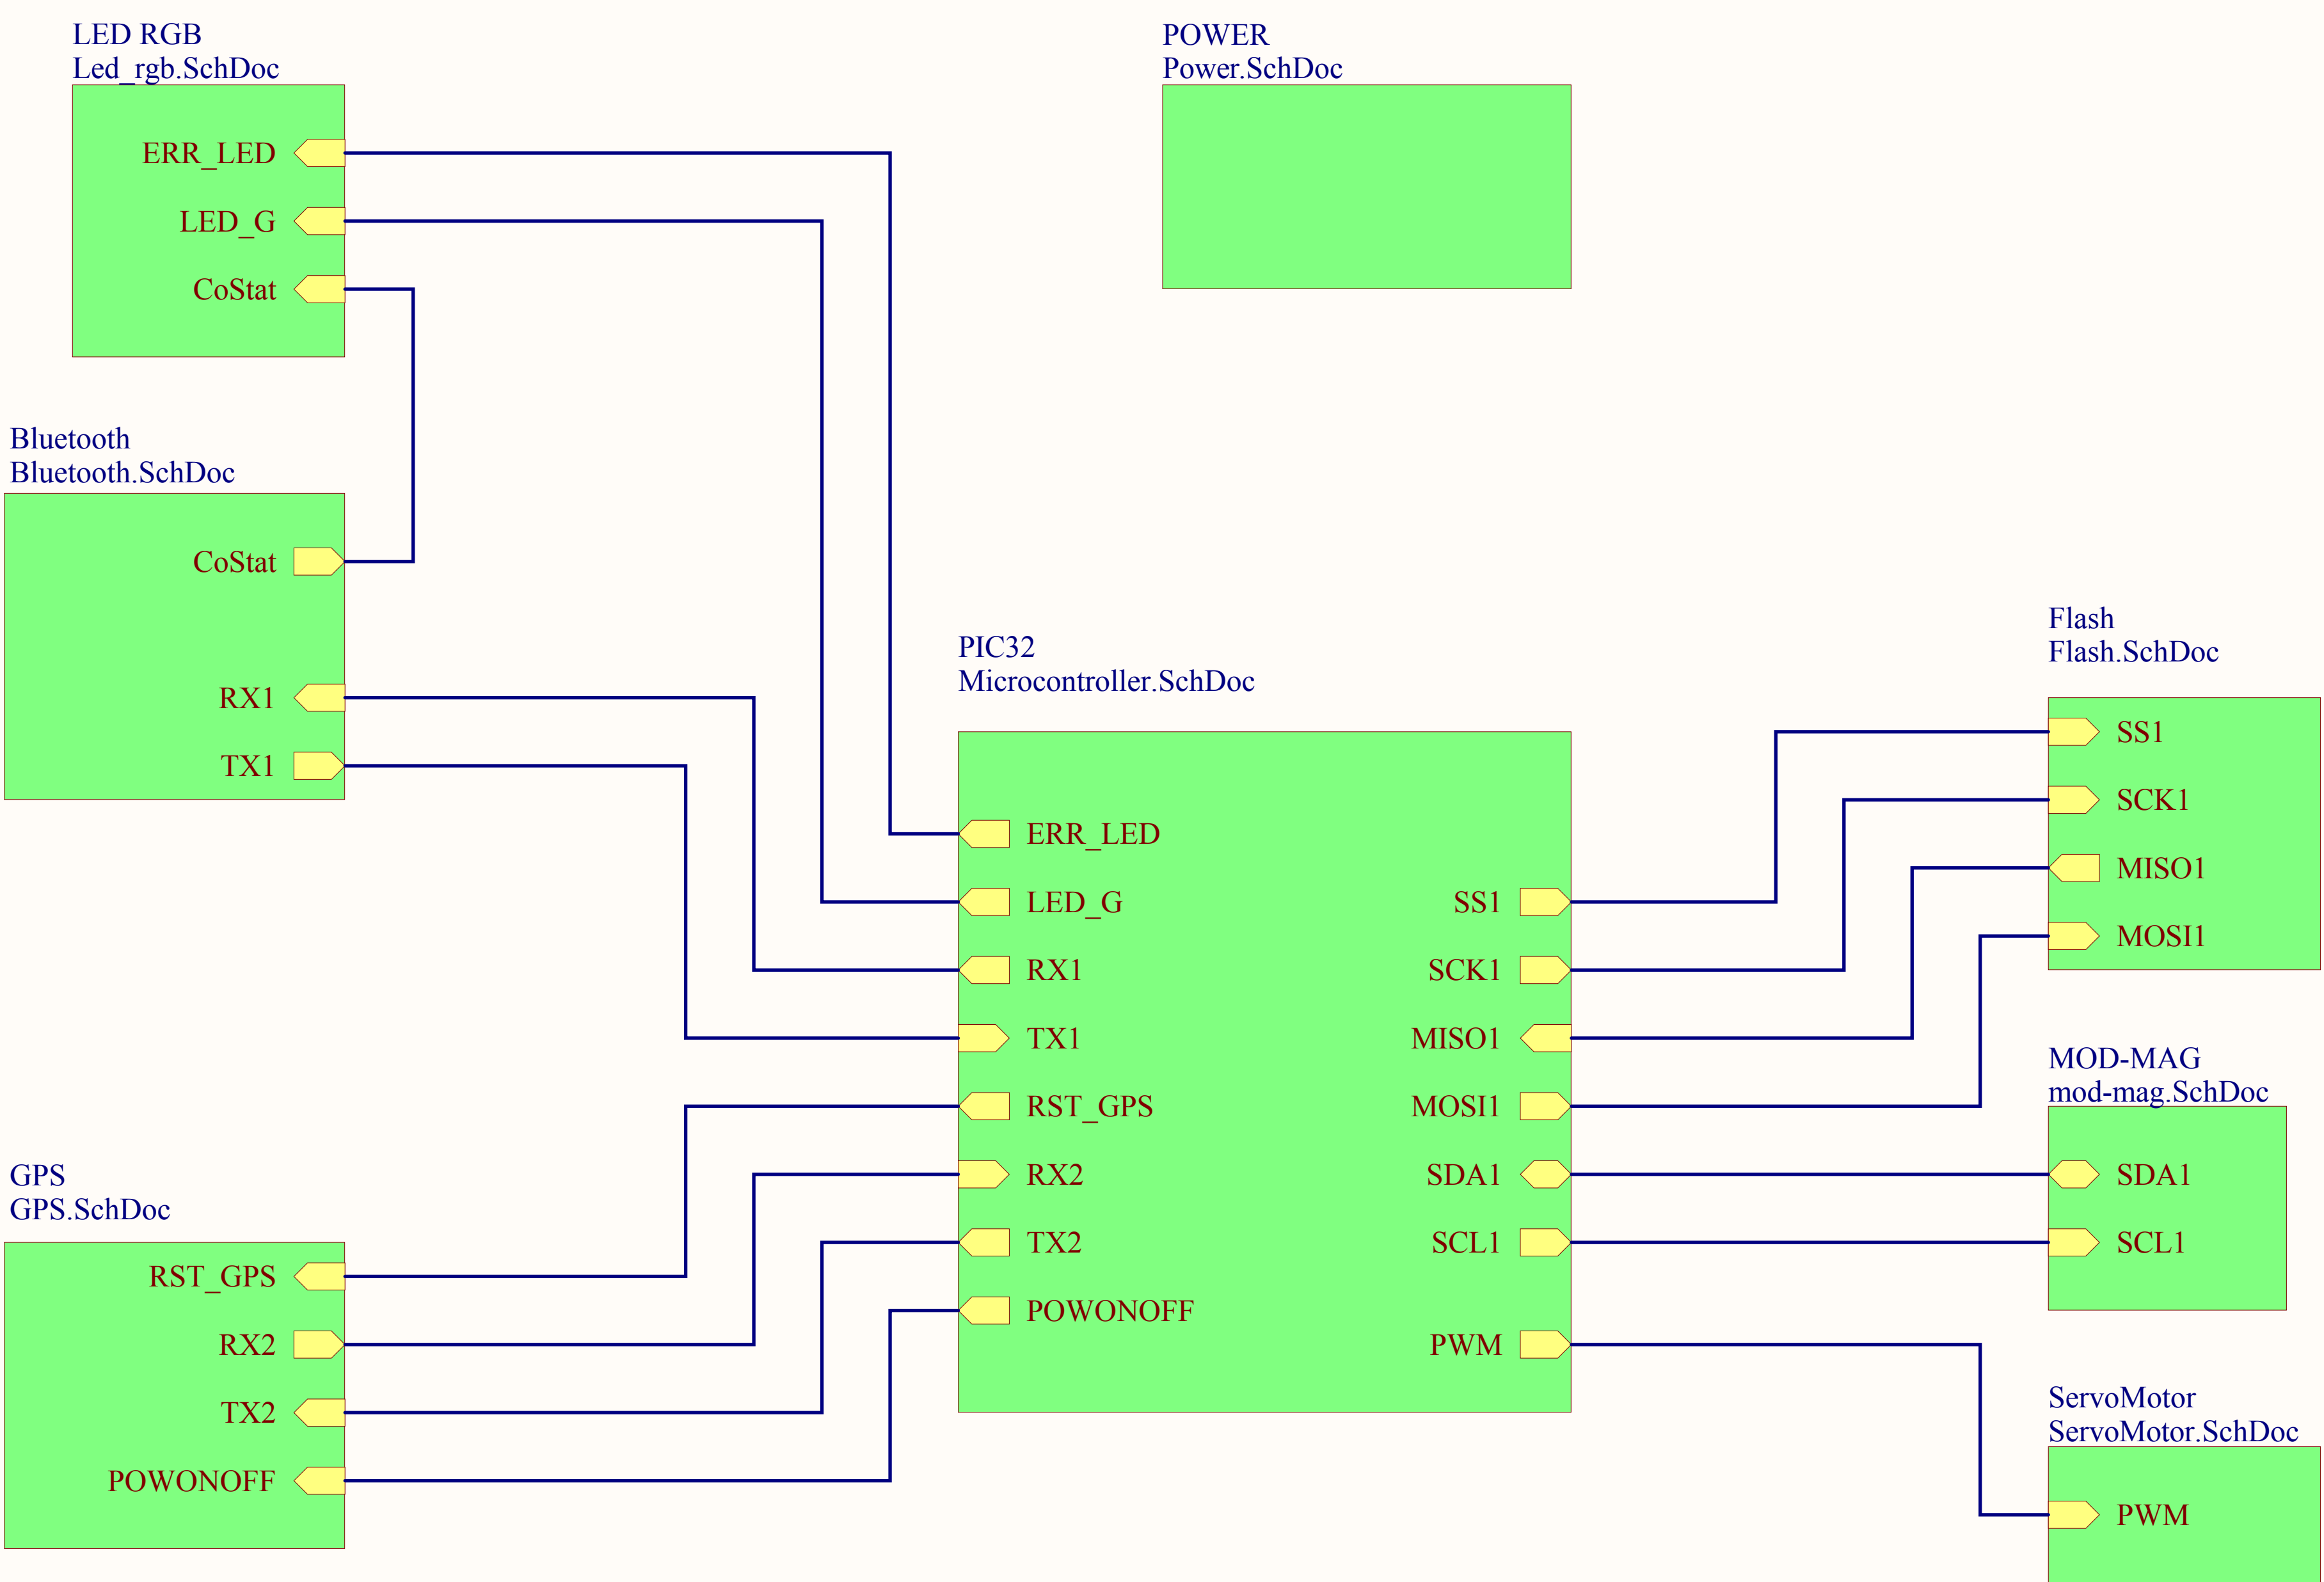 LED RGB
Led_rgb.SchDoc
ERR_LED
LED_G
CoStat
POWER
Power.SchDoc
Bluetooth
Bluetooth.SchDoc
CoStat
RX1
TX1
GPS
GPS.SchDoc
RST_GPS
RX2
TX2
POWONOFF
PIC32
Microcontroller.SchDoc
ERR_LED
LED_G
RX1
TX1
RST_GPS
RX2
TX2
POWONOFF
SS1
SCK1
MISO1
MOSI1
SDA1
SCL1
PWM
Flash
Flash.SchDoc
SS1
SCK1
MISO1
MOSI1
MOD-MAG
mod-mag.SchDoc
SDA1
SCL1
ServoMotor
ServoMotor.SchDoc
PWM